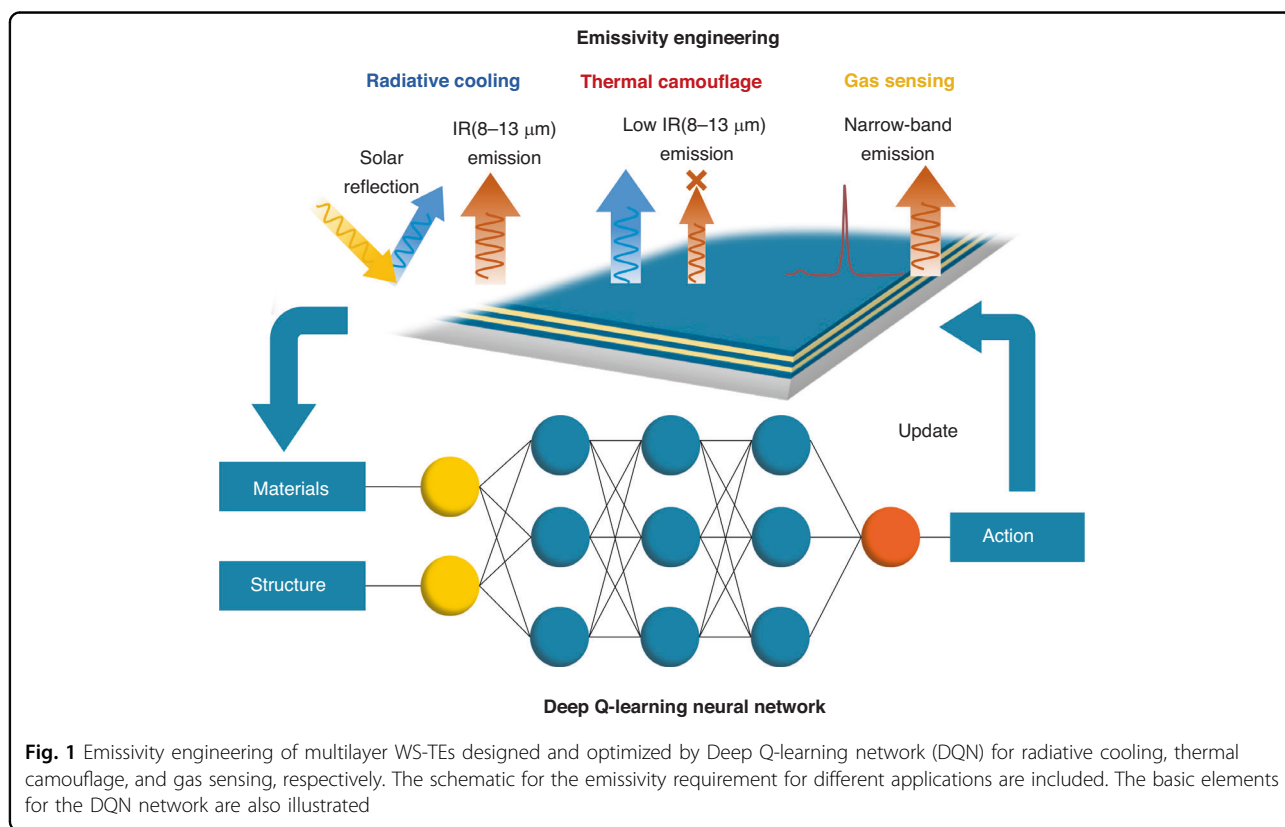 Emissivity engineering
Radiative cooling
Thermal camouflage
Gas sensing
Solar
reflection
IR(8–13 μm)
emission
Low IR(8–13 μm)
emission
Narrow-band
emission
Update
Materials
Structure
Action
Deep Q-learning neural network
Fig. 1 Emissivity engineering of multilayer WS-TEs designed and optimized by Deep Q-learning network (DQN) for radiative cooling, thermal
camouflage, and gas sensing, respectively. The schematic for the emissivity requirement for different applications are included. The basic elements
for the DQN network are also illustrated